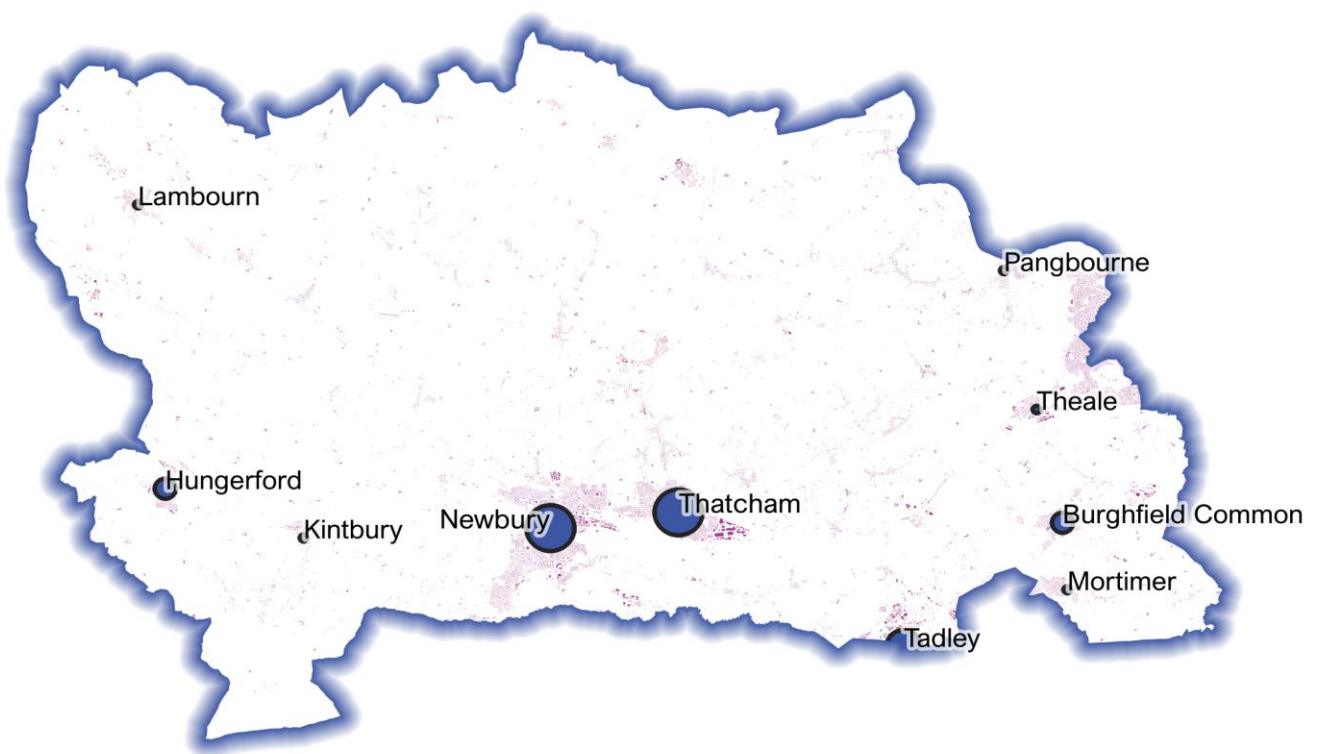 Lambourn
Pangbourne
Theale
Hungerford
Thatcham
Newbury
Burghfield Common
Kintbury
Mortimer
Tadley